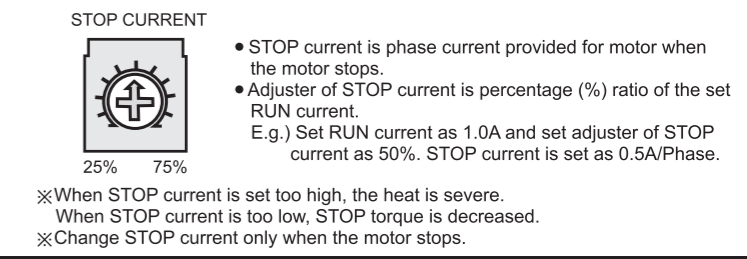 STOP CURRENT
25% 75%
● STOP current is phase current provided for motor when
the motor stops.
● Adjuster of STOP current is percentage (%) ratio of the set
RUN current.
E.g.) Set RUN current as 1.0A and set adjuster of STOP
current as 50%. STOP current is set as 0.5A/Phase.
※When STOP current is set too high, the heat is severe.
When STOP current is too low, STOP torque is decreased.
※Change STOP current only when the motor stops.